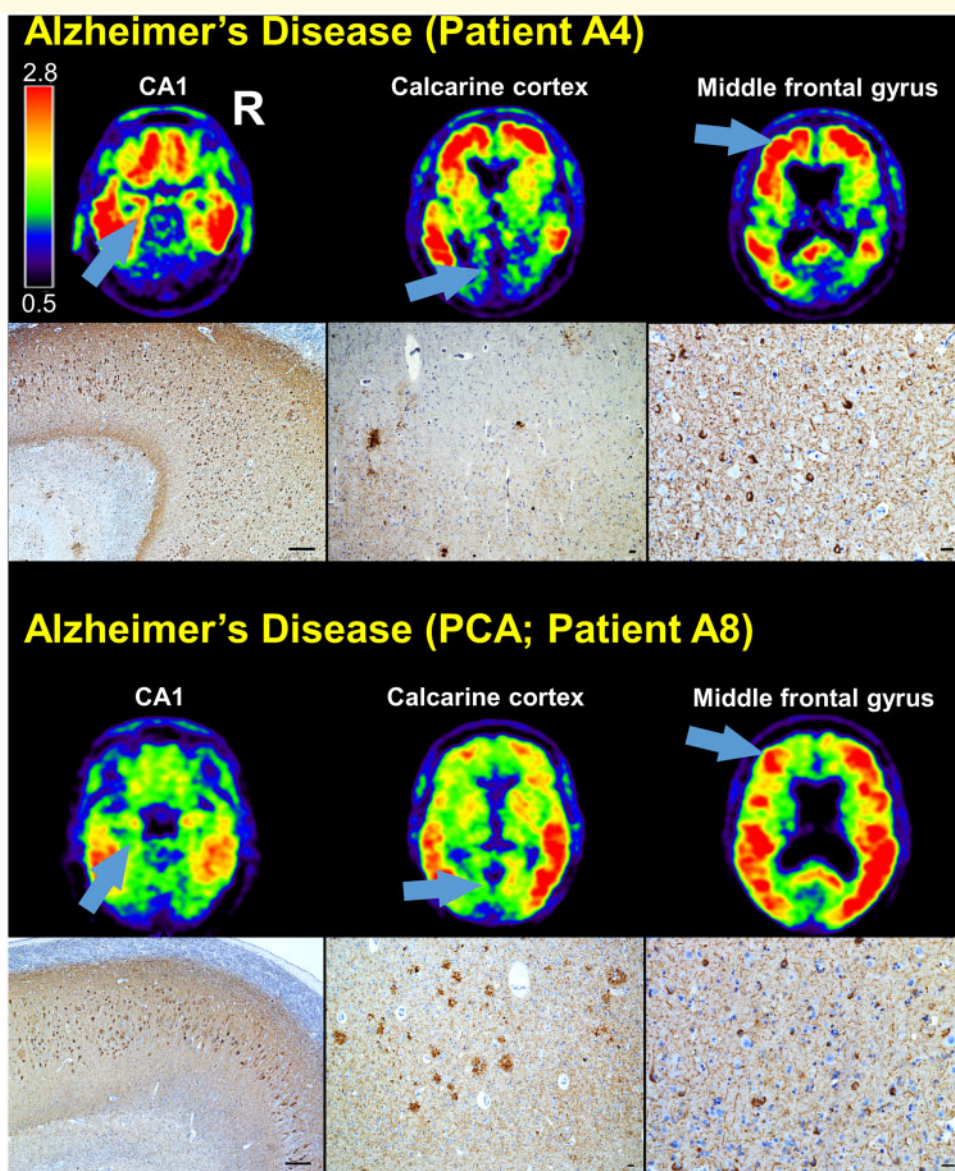 Alzheimer's Disease (Patient A4)
2.8
CA1
R
Calcarine cortex
Middle frontal gyrus
0.5
Alzheimer's Disease (PCA; Patient A8)
CA1
Calcarine cortex
Middle frontal gyrus